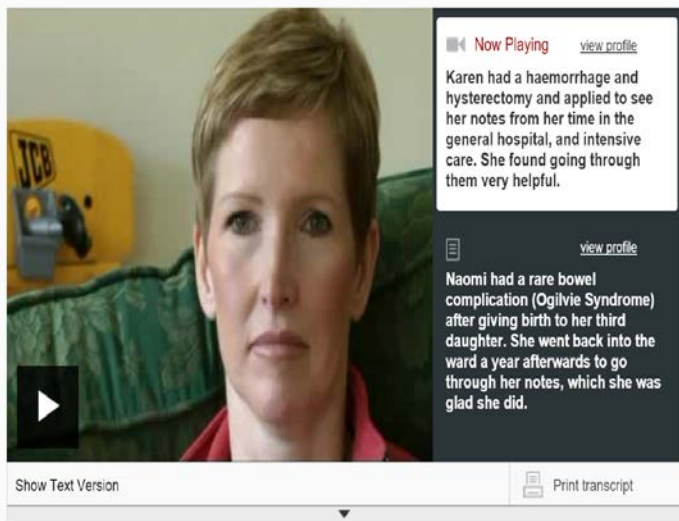 JCB
Now Playing view profile
Karen had a haemorrhage and
hysterectomy and applied to see
her notes from her time in the
general hospital, and intensive
care. She found going through
them very helpful.
view profile
Naomi had a rare bowel
complication (Ogilvie Syndrome)
after giving birth to her third
daughter. She went back into the
ward a year afterwards to go
through her notes, which she was
glad she did.
Show Text Version
Print transcript